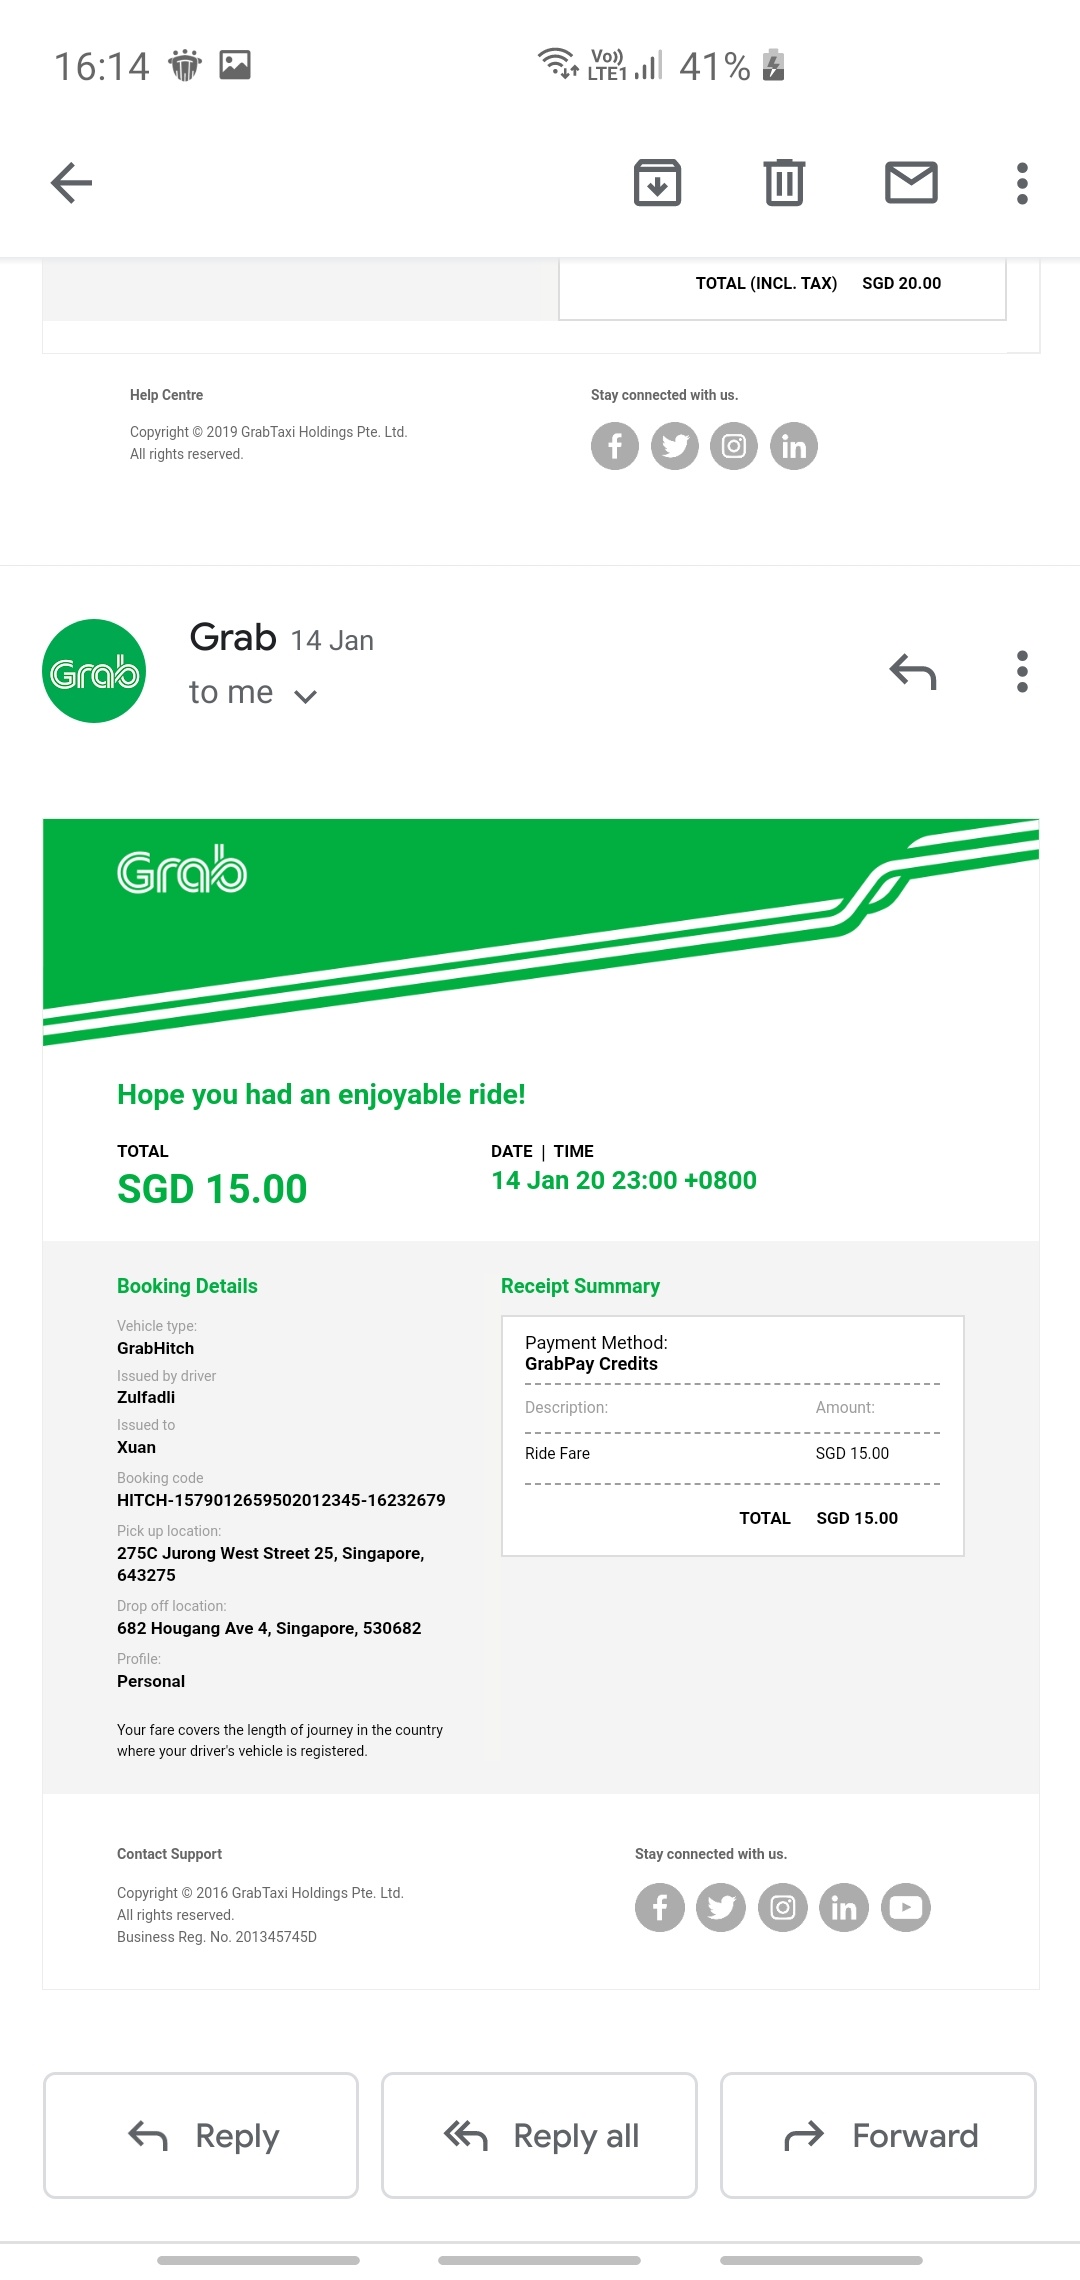 16:14
Vo))
LTE1
41%
TOTAL (INCL. TAX) SGD 20.00
Help Centre
Stay connected with us.
Copyright © 2019 GrabTaxi Holdings Pte. Ltd.
All rights reserved.
Grab
Grab 14 Jan
to me
Grab
Hope you had an enjoyable ride!
TOTAL
SGD 15.00
DATE | TIME
14 Jan 20 23:00 +0800
Booking Details
Vehicle type:
GrabHitch
Issued by driver
Zulfadli
Issued to
Xuan
Booking code
HITCH-1579012659502012345-16232679
Pick up location:
275C Jurong West Street 25, Singapore,
643275
Drop off location:
682 Hougang Ave 4, Singapore, 530682
Profile:
Personal
Your fare covers the length of journey in the country
where your driver's vehicle is registered.
Receipt Summary
Payment Method:
GrabPay Credits
Description: Amount:
Ride Fare SGD 15.00
TOTAL SGD 15.00
Contact Support
Copyright © 2016 GrabTaxi Holdings Pte. Ltd.
All rights reserved.
Business Reg. No. 201345745D
Stay connected with us.
Reply
Reply all
Forward